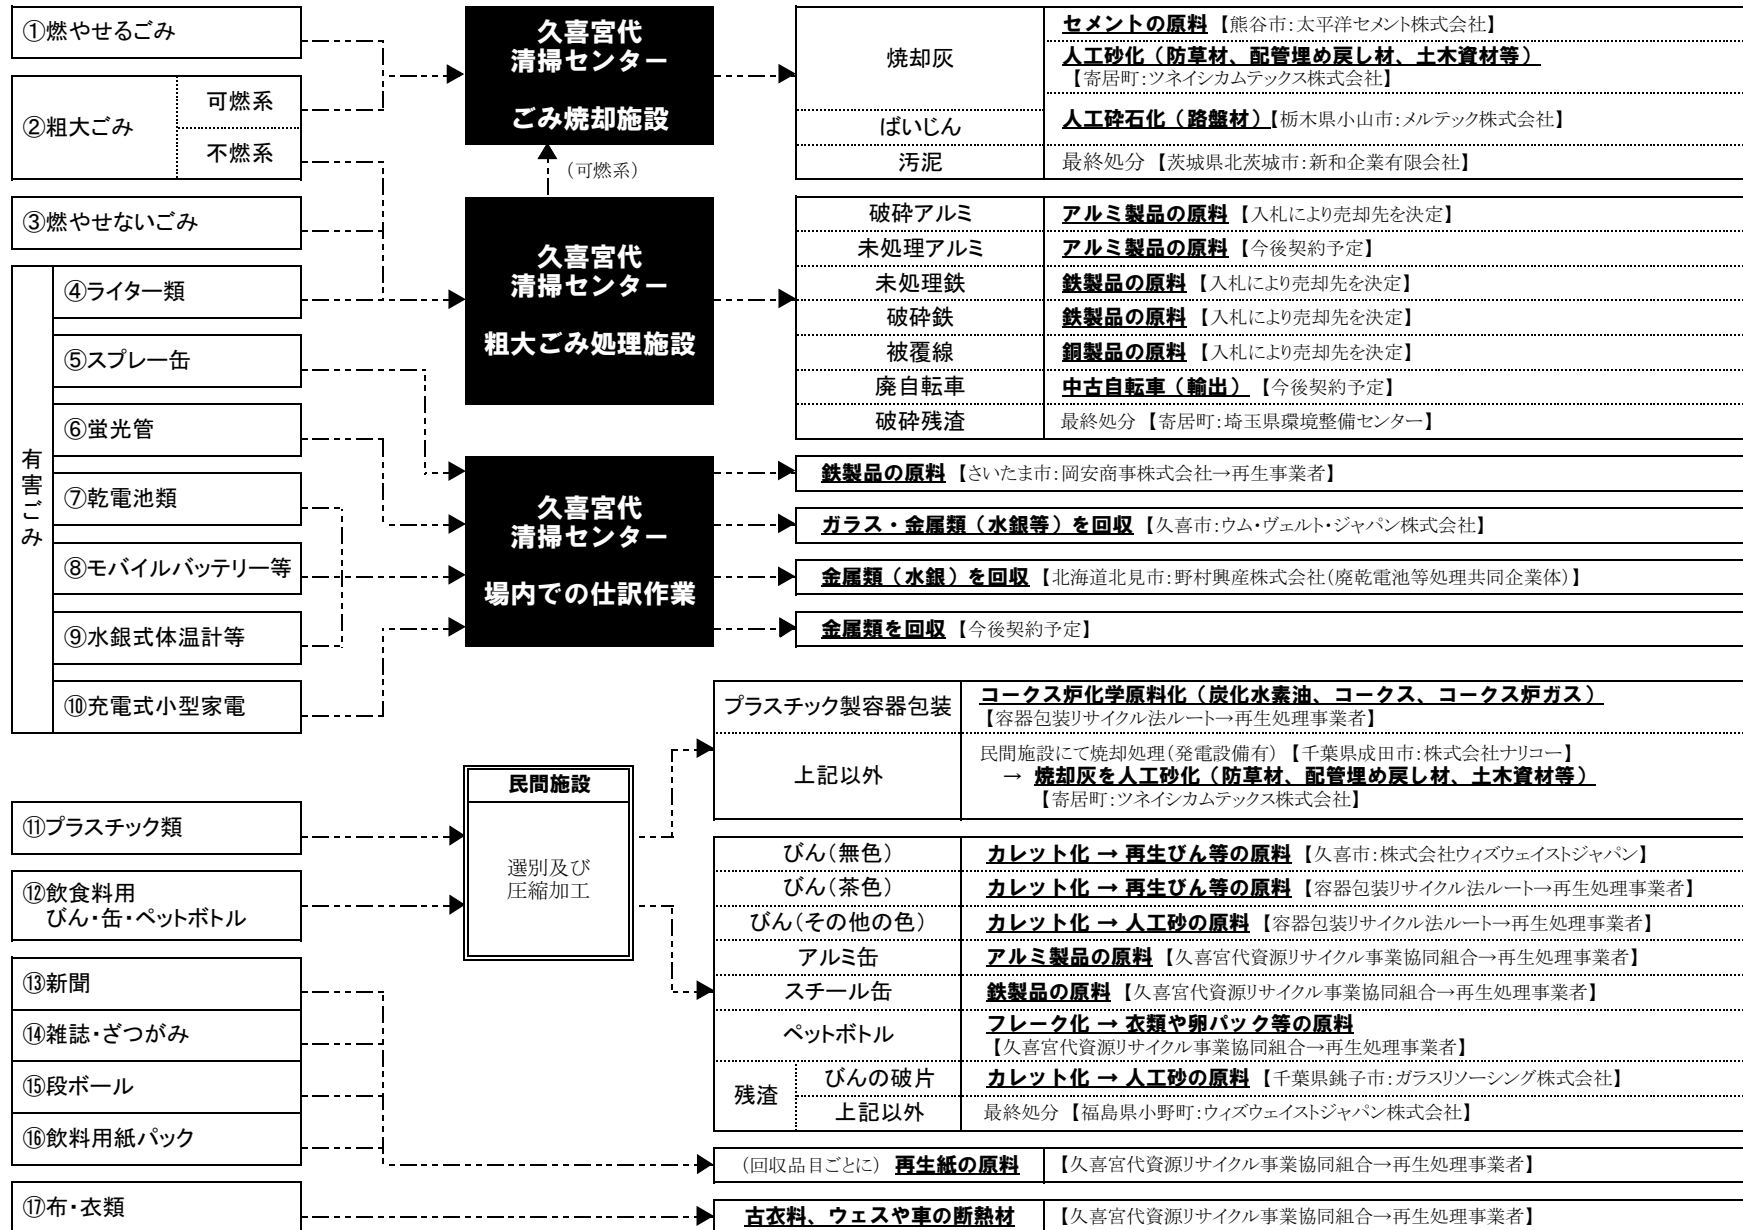 ①燃やせるごみ
②粗大ごみ
可燃系
不燃系
③燃やせないごみ
有害ごみ
④ライター類
⑤スプレー缶
⑥蛍光管
⑦乾電池類
⑧モバイルバッテリー等
⑨水銀式体温計等
⑩充電式小型家電
⑪プラスチック類
⑫飲食料用
びん・缶・ペットボトル
⑬新聞
⑭雑誌・ざつがみ
⑮段ボール
⑯飲料用紙パック
⑰布・衣類
久喜宮代
清掃センター
ごみ焼却施設
（可燃系）
久喜宮代
清掃センター
粗大ごみ処理施設
久喜宮代
清掃センター
場内での仕訳作業
民間施設
選別及び
圧縮加工
焼却灰
セメントの原料 【熊谷市：太平洋セメント株式会社】
人工砂化（防草材、配管埋め戻し材、土木資材等）
【寄居町：ツネイシカムテックス株式会社】
ばいじん
人工砕石化（路盤材）【栃木県小山市：メルテック株式会社】
汚泥
最終処分 【茨城県北茨城市：新和企業有限会社】
破砕アルミ
アルミ製品の原料 【入札により売却先を決定】
未処理アルミ
アルミ製品の原料 【今後契約予定】
未処理鉄
鉄製品の原料 【入札により売却先を決定】
破砕鉄
鉄製品の原料 【入札により売却先を決定】
被覆線
銅製品の原料 【入札により売却先を決定】
廃自転車
中古自転車（輸出） 【今後契約予定】
破砕残渣
最終処分 【寄居町：埼玉県環境整備センター】
鉄製品の原料 【さいたま市：岡安商事株式会社→再生事業者】
ガラス・金属類（水銀等）を回収 【久喜市：ウム・ヴェルト・ジャパン株式会社】
金属類（水銀）を回収 【北海道北見市：野村興産株式会社（廃乾電池等処理共同企業体）】
金属類を回収 【今後契約予定】
プラスチック製容器包装
コークス炉化学原料化（炭化水素油、コークス、コークス炉ガス）
【容器包装リサイクル法ルート→再生処理事業者】
上記以外
民間施設にて焼却処理（発電設備有） 【千葉県成田市：株式会社ナリコー】
→ 焼却灰を人工砂化（防草材、配管埋め戻し材、土木資材等）
【寄居町：ツネイシカムテックス株式会社】
びん（無色）
カレット化 → 再生びん等の原料 【久喜市：株式会社ウィズウェイストジャパン】
びん（茶色）
カレット化 → 再生びん等の原料 【容器包装リサイクル法ルート→再生処理事業者】
びん（その他の色）
カレット化 → 人工砂の原料 【容器包装リサイクル法ルート→再生処理事業者】
アルミ缶
アルミ製品の原料 【久喜宮代資源リサイクル事業協同組合→再生処理事業者】
スチール缶
鉄製品の原料 【久喜宮代資源リサイクル事業協同組合→再生処理事業者】
ペットボトル
フレーク化 → 衣類や卵パック等の原料
【久喜宮代資源リサイクル事業協同組合→再生処理事業者】
残渣
びんの破片
カレット化 → 人工砂の原料 【千葉県銚子市：ガラスリソーシング株式会社】
上記以外
最終処分 【福島県小野町：ウィズウェイストジャパン株式会社】
（回収品目ごとに） 再生紙の原料
【久喜宮代資源リサイクル事業協同組合→再生処理事業者】
古衣料、ウェスや車の断熱材
【久喜宮代資源リサイクル事業協同組合→再生処理事業者】